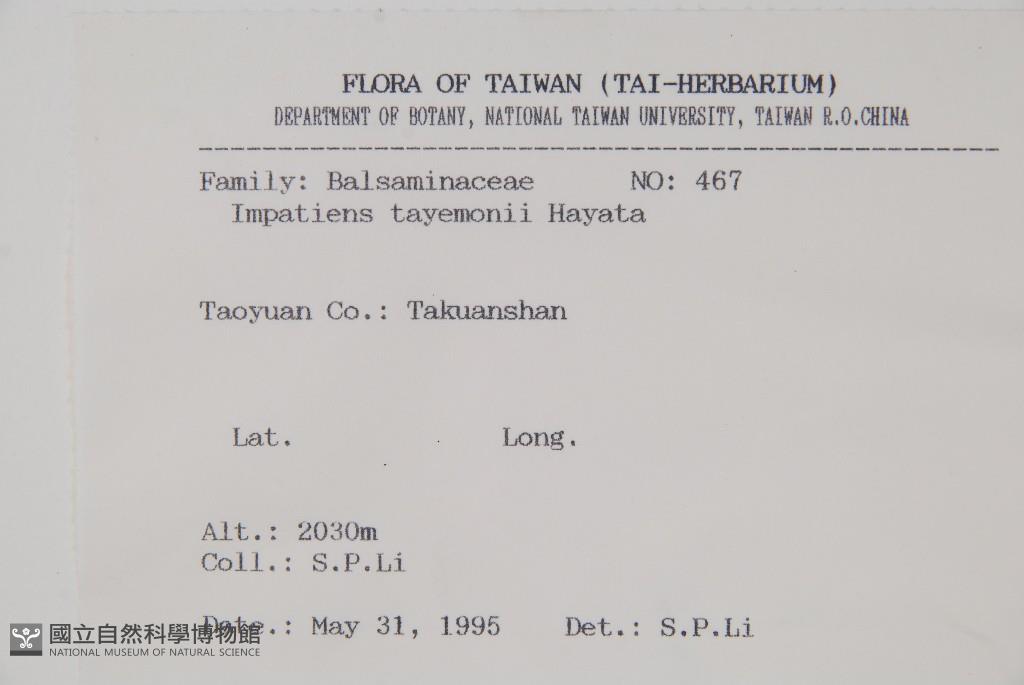 FLORA OF TAIWAN (TAI-HERBARIUM)
DEPARTMENT OF BOTANY, NATIONAL TAIWAN UNIVERSITY, TAIWAN R.O.CHINA
Family: Balsaminaceae NO: 467
Impatiens tayemonii Hayata
Taoyuan Co.: Takuanshan
Lat. Long.
Alt.: 2030m
Coll.: S.P.Li
Date.: May 31, 1995 Det.: S.P.Li
國立自然科學博物館
NATIONAL MUSEUM OF NATURAL SCIENCE